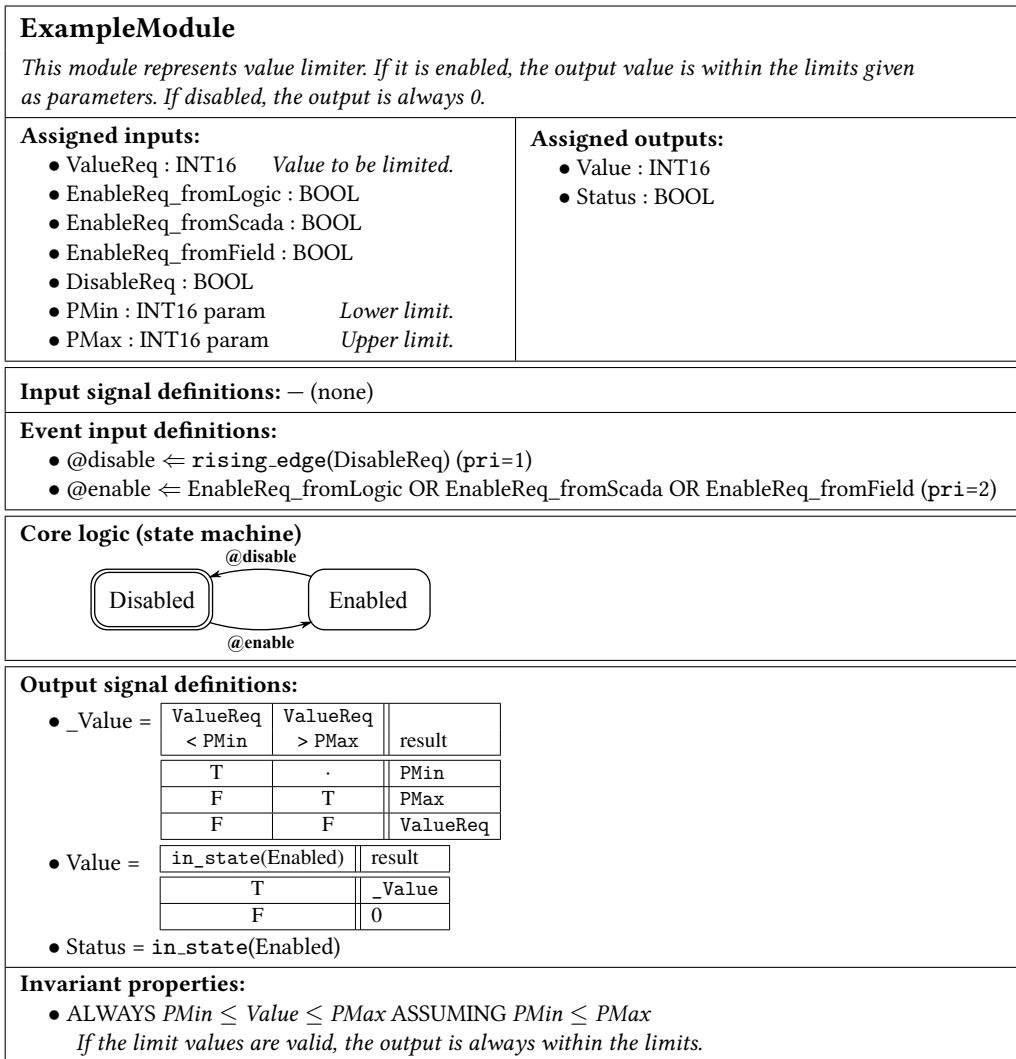 ExampleModule
This module represents value limiter. If it is enabled, the output value is within the limits given
as parameters. If disabled, the output is always 0.
Assigned inputs:
• ValueReq : INT16 Value to be limited.
• EnableReq_fromLogic : BOOL
• EnableReq_fromScada : BOOL
• EnableReq_fromField : BOOL
• DisableReq : BOOL
• PMin : INT16 param Lower limit.
• PMax : INT16 param Upper limit.
Assigned outputs:
• Value : INT16
• Status : BOOL
Input signal definitions: — (none)
Event input definitions:
• @disable ⇐ rising_edge(DisableReq) (pri=1)
• @enable ⇐ EnableReq_fromLogic OR EnableReq_fromScada OR EnableReq_fromField (pri=2)
Core logic (state machine)
@disable
Disabled Enabled
@enable
Output signal definitions:
• _Value = ValueReq < PMin ValueReq > PMax result
T · PMin
F T PMax
F F ValueReq
• Value = in_state(Enabled) result
T _Value
F 0
• Status = in_state(Enabled)
Invariant properties:
• ALWAYS PMin ≤ Value ≤ PMax ASSUMING PMin ≤ PMax
If the limit values are valid, the output is always within the limits.